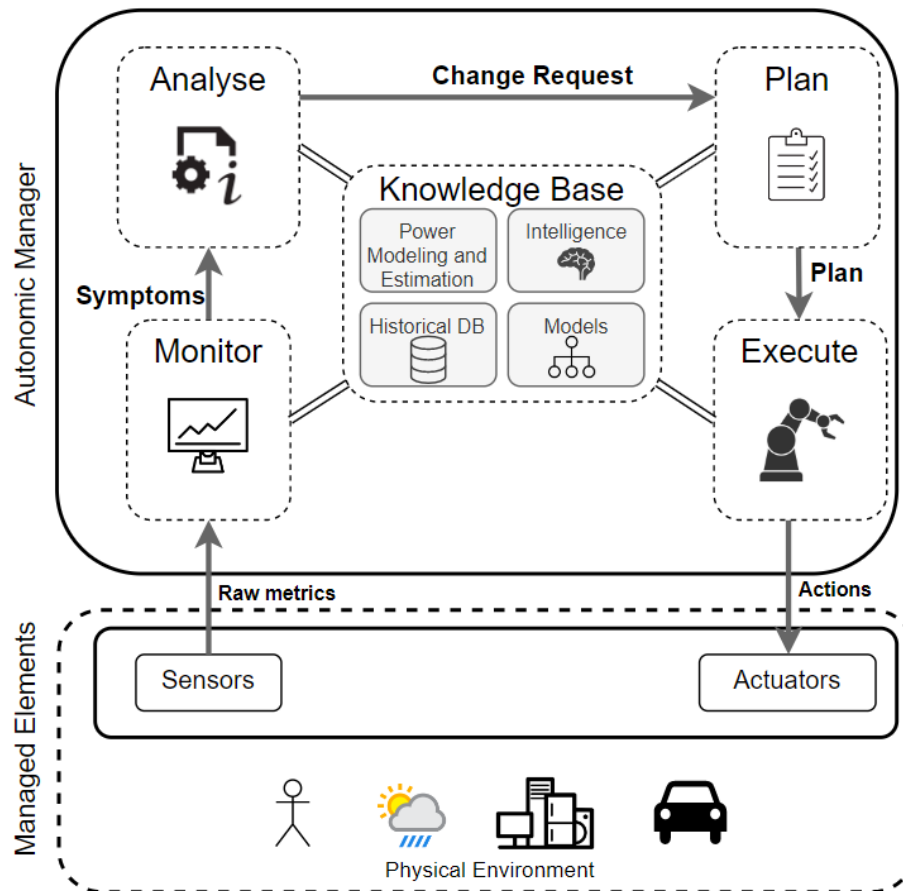 Autonomic Manager
Analyse
Change Request
Plan
Knowledge Base
Power
Modeling and
Estimation
Intelligence
Historical DB
Models
Symptoms
Plan
Monitor
Execute
Raw metrics
Actions
Managed Elements
Sensors
Actuators
Physical Environment